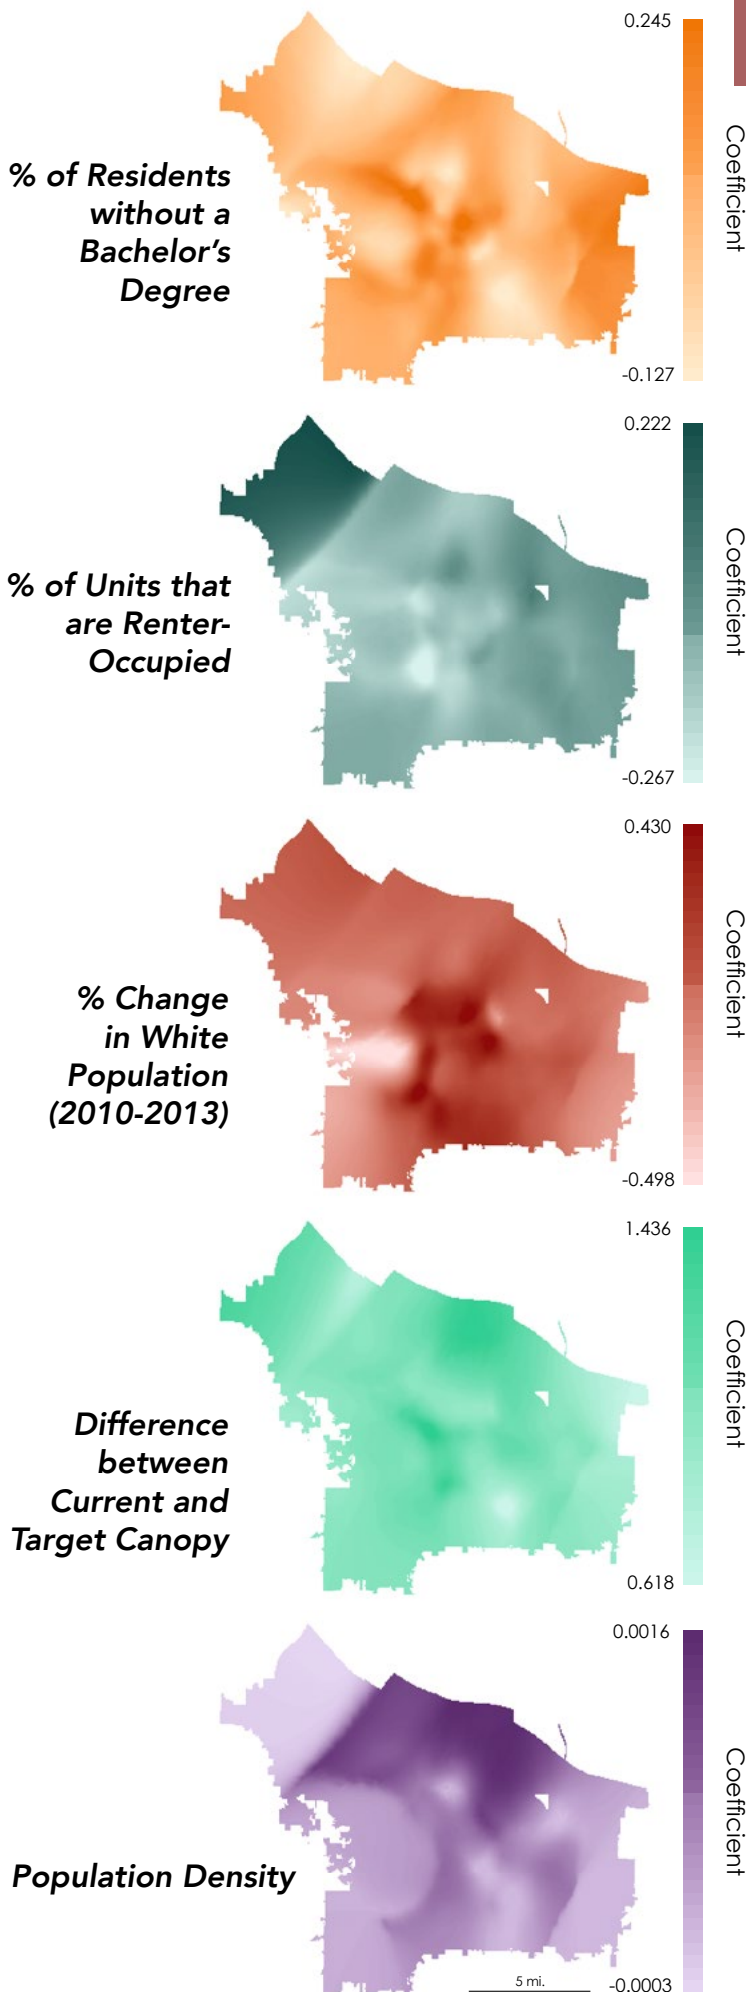 0.245
Coefficient
% of Residents
without a
Bachelor’s
Degree
-0.127
0.222
Coefficient
% of Units that
are Renter-
Occupied
-0.267
0.430
Coefficient
% Change
in White
Population
(2010-2013)
-0.498
1.436
Coefficient
Difference
between
Current and
Target Canopy
0.618
0.0016
Coefficient
Population Density
5 mi.
-0.0003